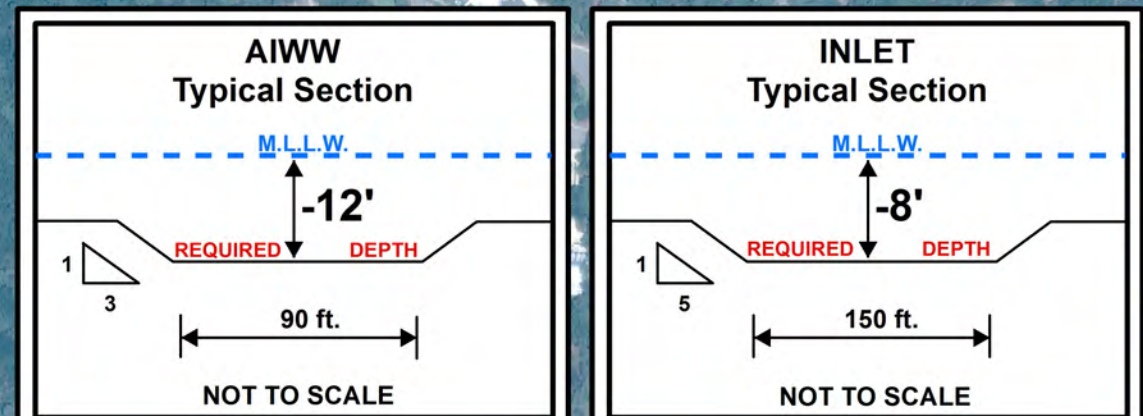 AIWW
Typical Section
M.L.L.W.
-12'
REQUIRED DEPTH
1
3
90 ft.
NOT TO SCALE
INLET
Typical Section
M.L.L.W.
-8'
REQUIRED DEPTH
1
5
150 ft.
NOT TO SCALE